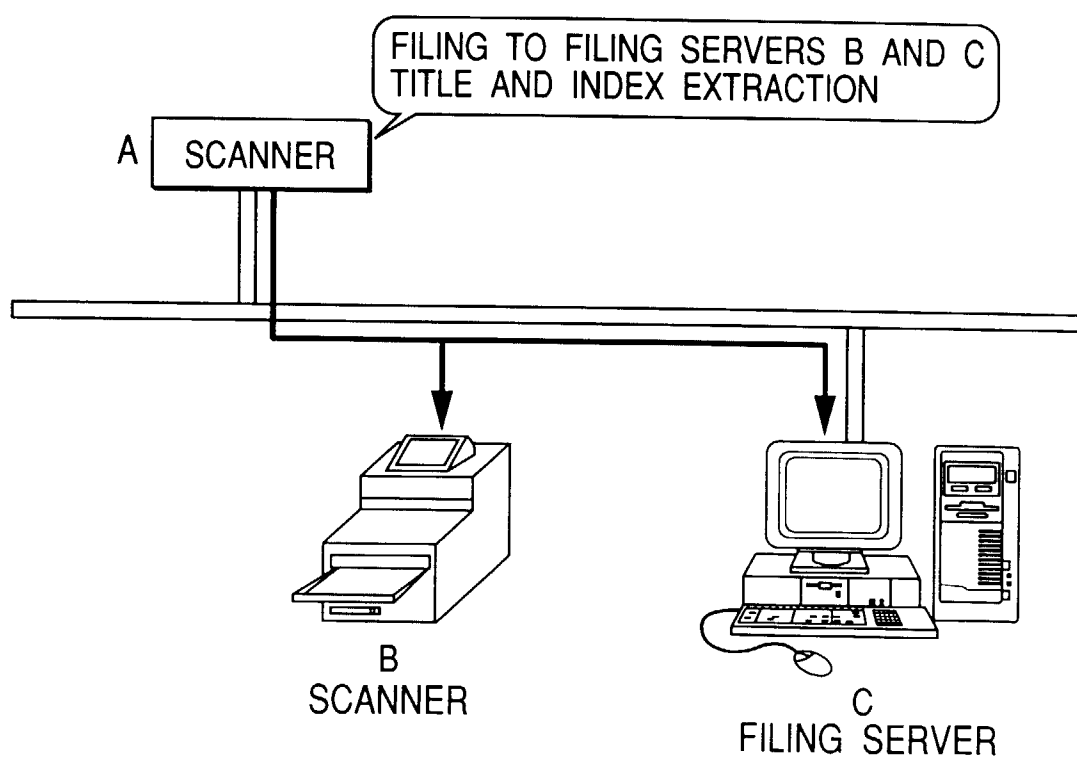 FILING TO FILING SERVERS B AND C
TITLE AND INDEX EXTRACTION
A
SCANNER
B
SCANNER
C
FILING SERVER